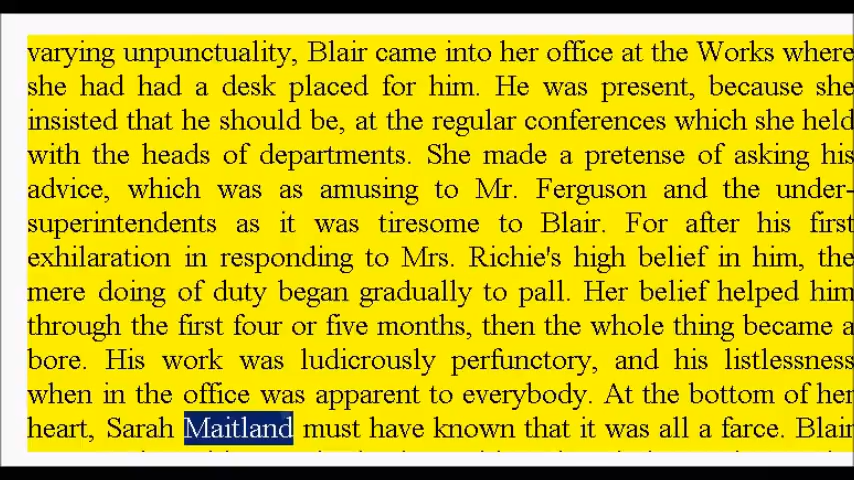 varying unpunctuality, Blair came into her office at the Works where
she had had a desk placed for him. He was present, because she
insisted that he should be, at the regular conferences which she held
with the heads of departments. She made a pretense of asking his
advice, which was as amusing to Mr. Ferguson and the under-
superintendents as it was tiresome to Blair. For after his first
exhilaration in responding to Mrs. Richie's high belief in him, the
mere doing of duty began gradually to pall. Her belief helped him
through the first four or five months, then the whole thing became a
bore. His work was ludicrously perfunctory, and his listlessness
when in the office was apparent to everybody. At the bottom of her
heart, Sarah Maitland must have known that it was all a farce. Blair